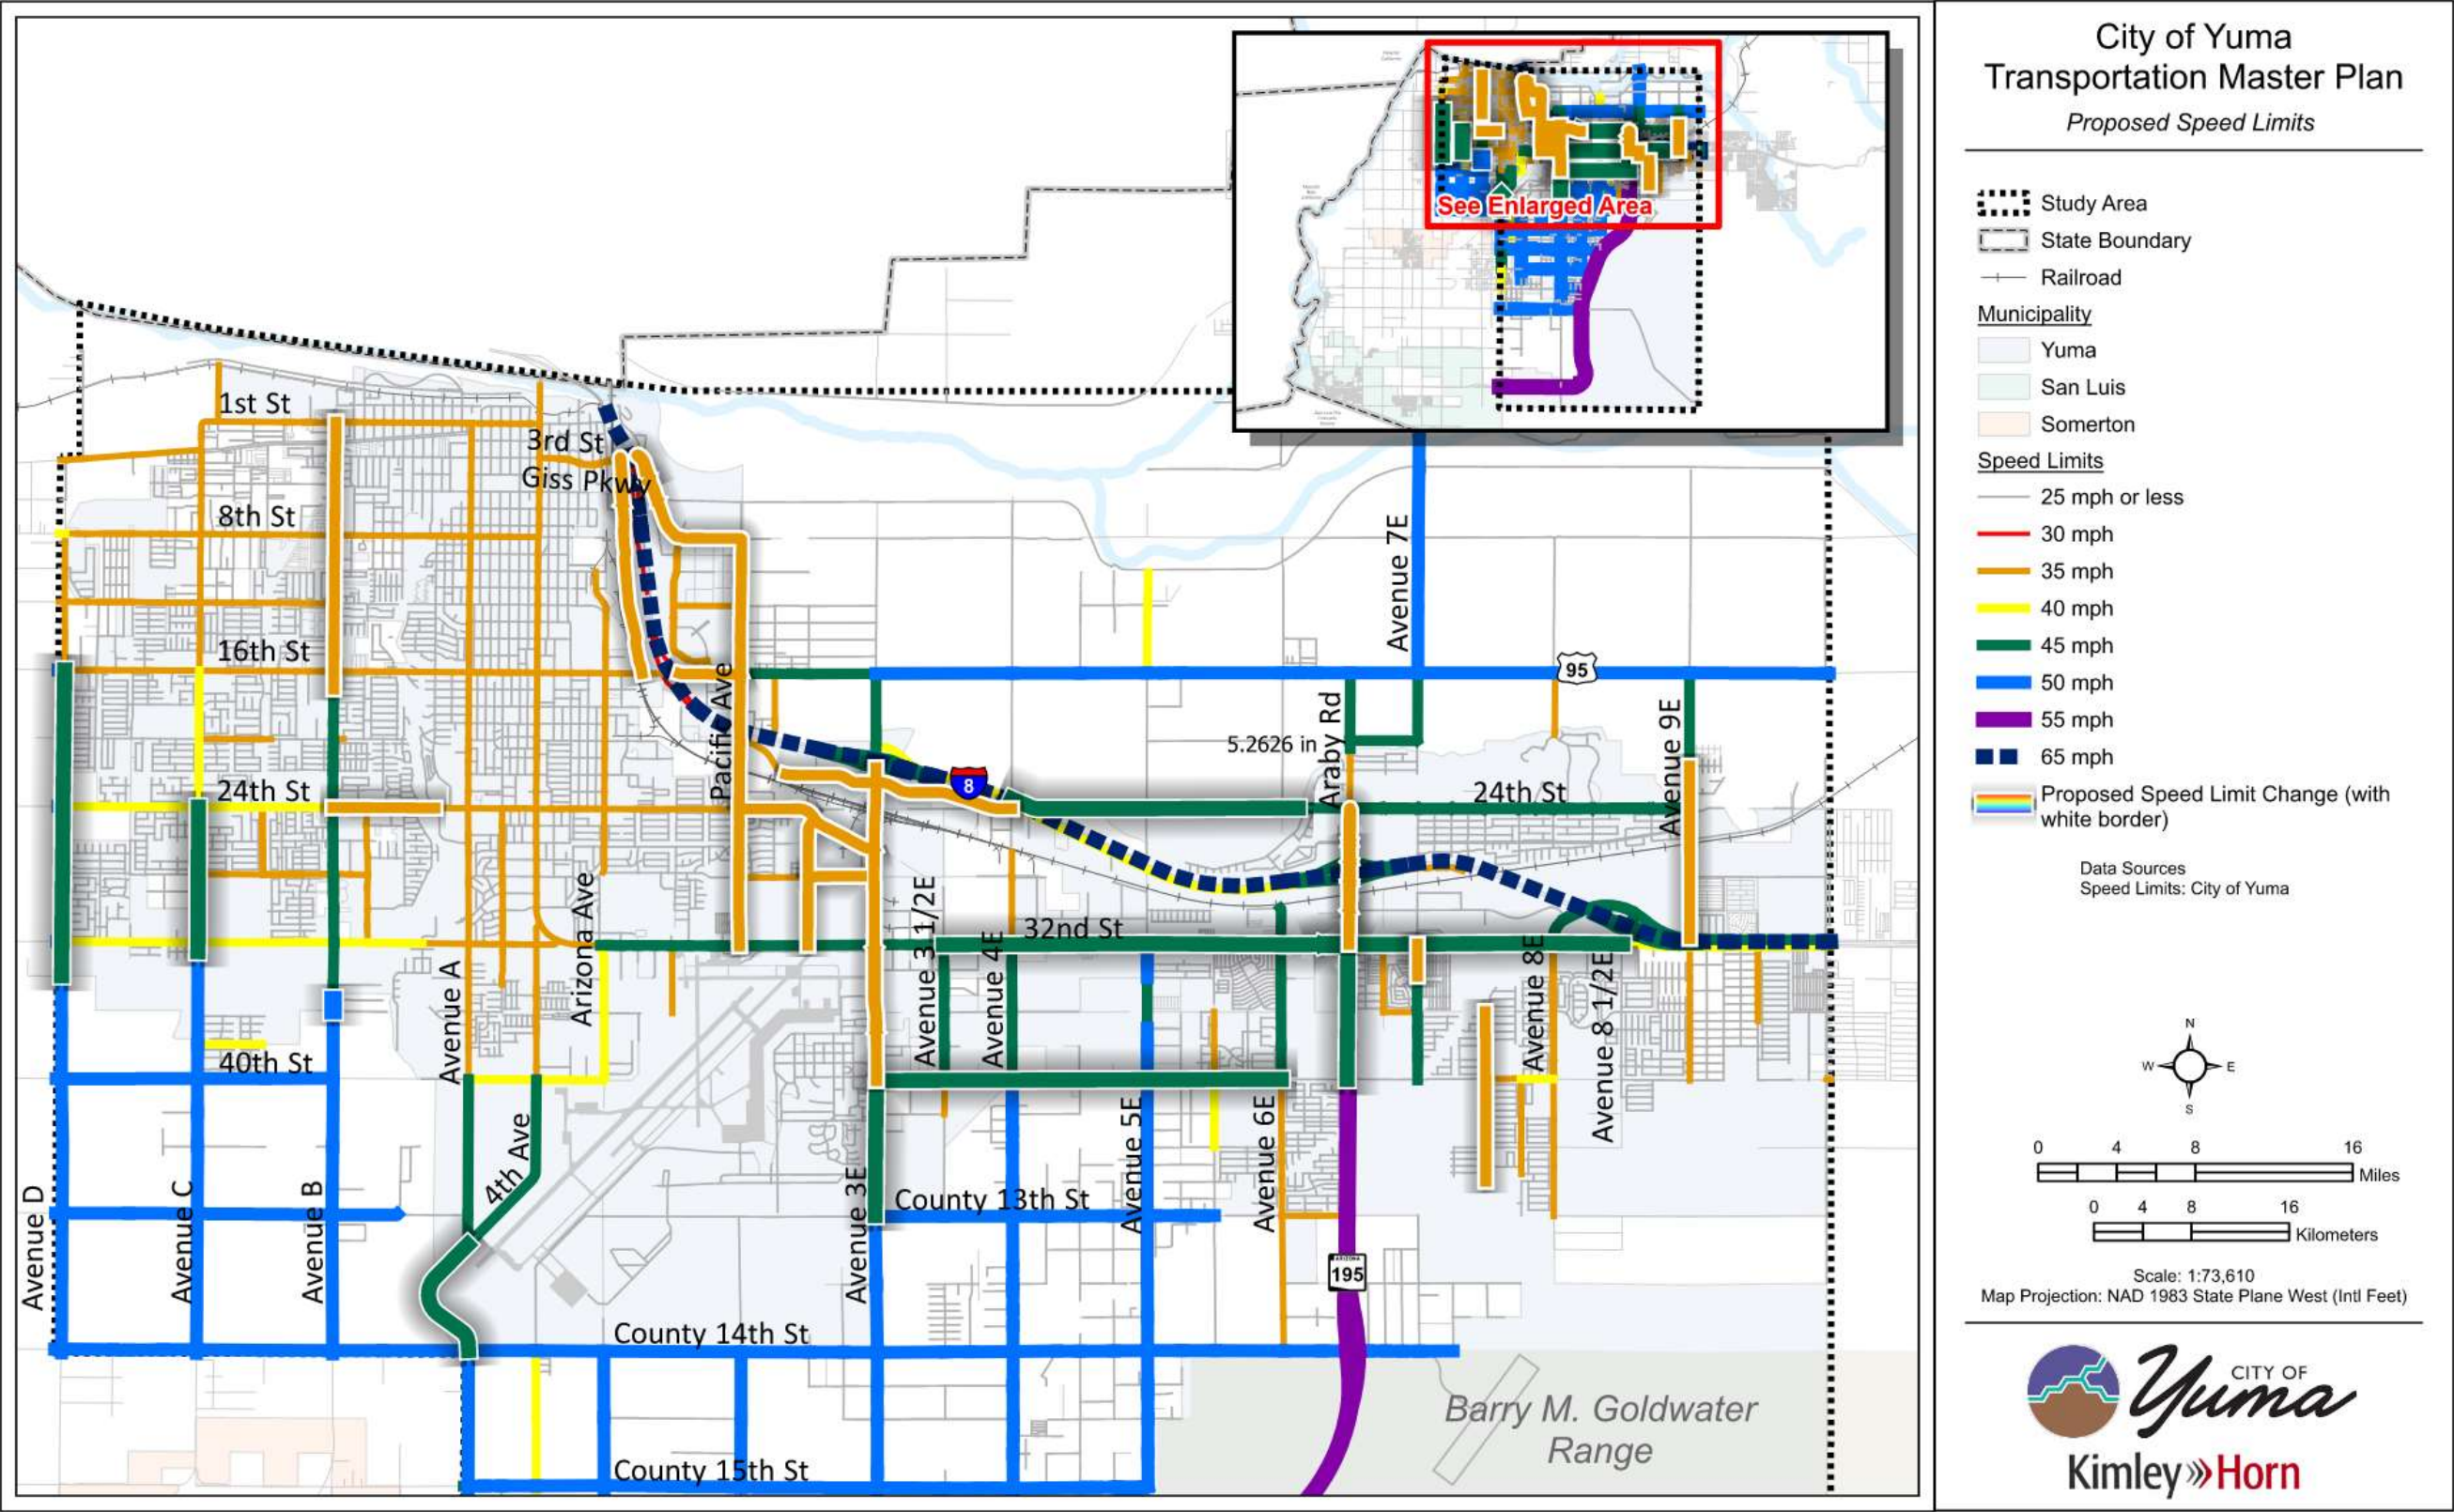 1st St
3rd St
Giss Pkwy
8th St
16th St
24th St
40th St
Avenue D
Avenue C
Avenue B
Avenue A
4th Ave
Arizona Ave
Pacific Ave
Avenue 3E
Avenue 3 1/2E
Avenue 4E
Avenue 5E
Avenue 6E
Araby Rd
Avenue 7E
Avenue 8E
Avenue 8 1/2E
Avenue 9E
5.2626 in
24th St
32nd St
County 13th St
County 14th St
County 15th St
8
95
ARIZONA
195
Barry M. Goldwater
Range
See Enlarged Area
City of Yuma
Transportation Master Plan
Proposed Speed Limits
Study Area
State Boundary
Railroad
Municipality
Yuma
San Luis
Somerton
Speed Limits
25 mph or less
30 mph
35 mph
40 mph
45 mph
50 mph
55 mph
65 mph
Proposed Speed Limit Change (with
white border)
Data Sources
Speed Limits: City of Yuma
N
W E
S
0 4 8 16
Miles
0 4 8 16
Kilometers
Scale: 1:73,610
Map Projection: NAD 1983 State Plane West (Intl Feet)
CITY OF
Yuma
Kimley»Horn